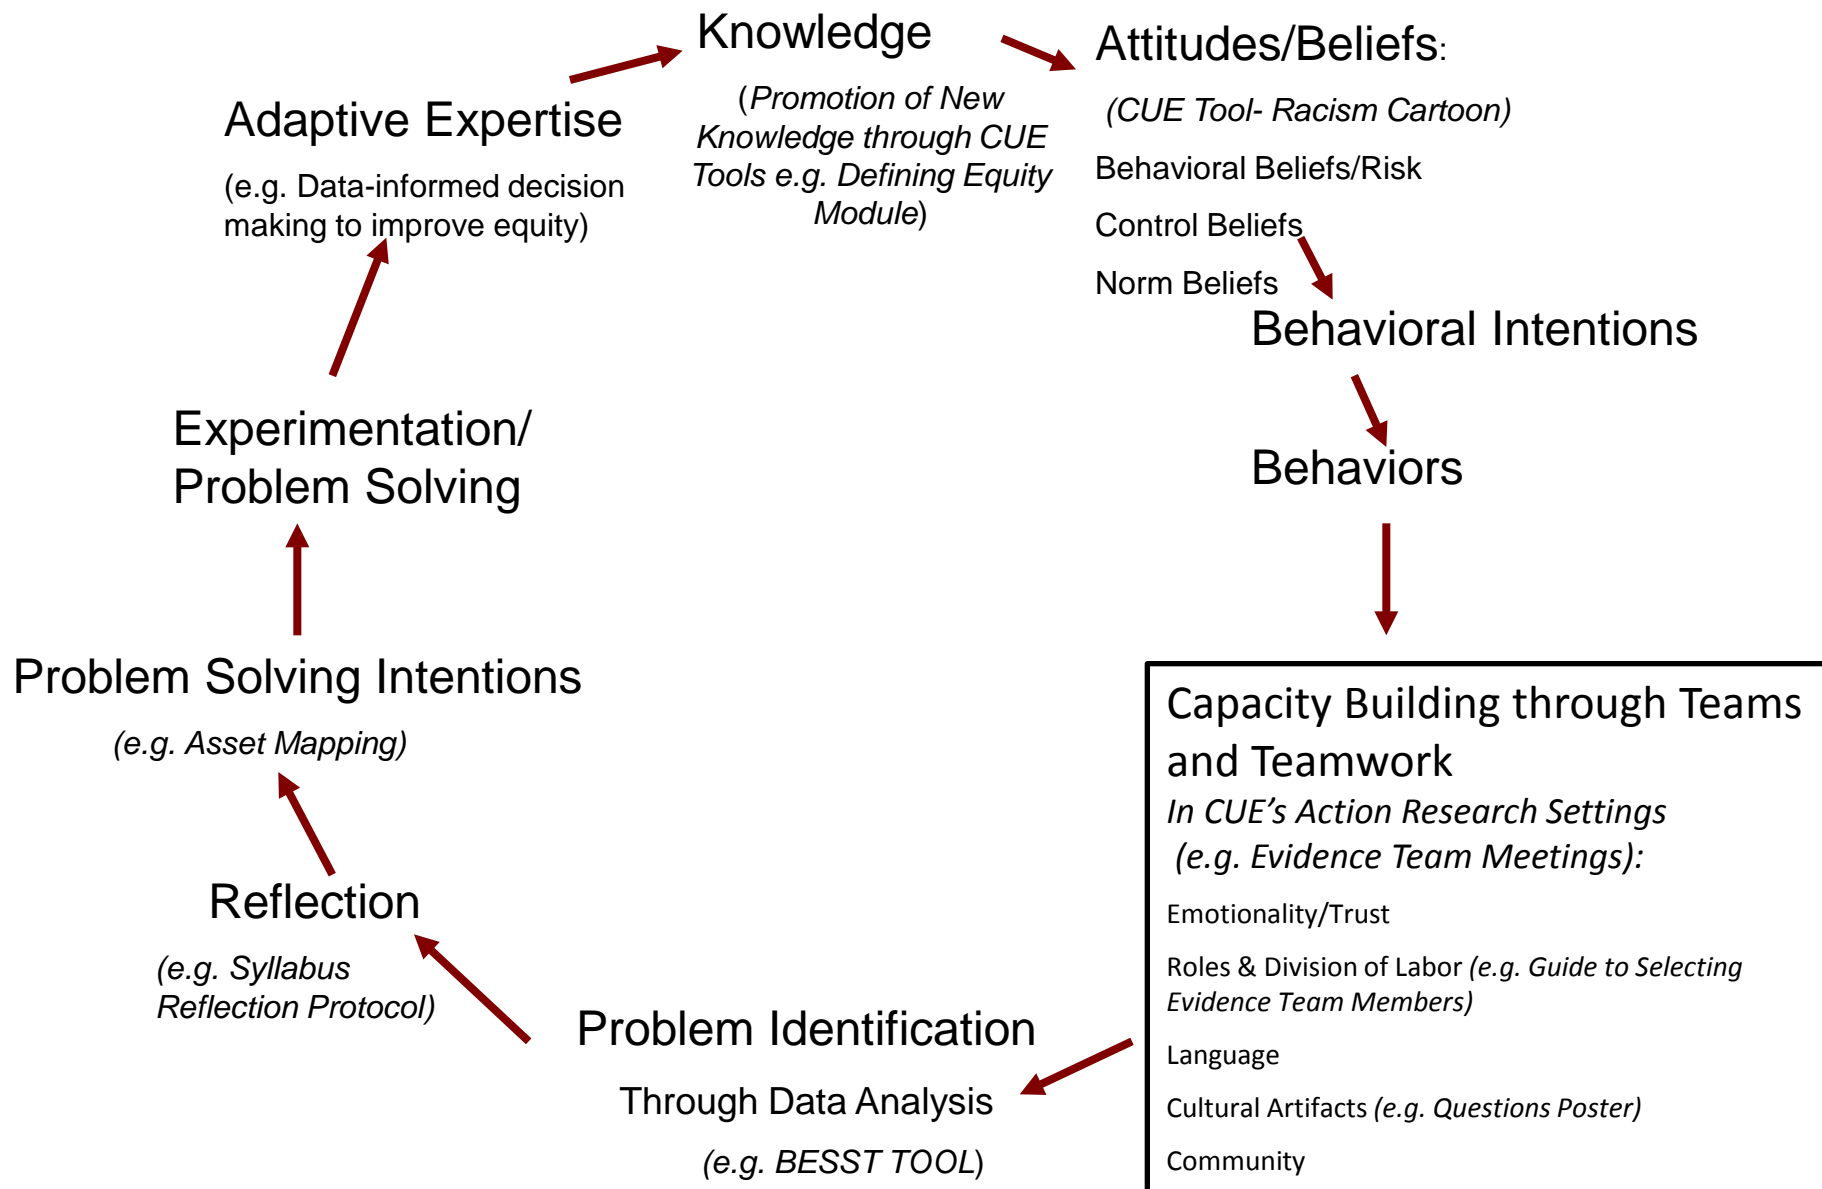 Knowledge
(Promotion of New
Knowledge through CUE
Tools e.g. Defining Equity
Module)
Attitudes/Beliefs:
(CUE Tool- Racism Cartoon)
Behavioral Beliefs/Risk
Control Beliefs
Norm Beliefs
Behavioral Intentions
Behaviors
Capacity Building through Teams
and Teamwork
In CUE’s Action Research Settings
(e.g. Evidence Team Meetings):
Emotionality/Trust
Roles & Division of Labor (e.g. Guide to Selecting
Evidence Team Members)
Language
Cultural Artifacts (e.g. Questions Poster)
Community
Problem Identification
Through Data Analysis
(e.g. BESST TOOL)
Reflection
(e.g. Syllabus
Reflection Protocol)
Problem Solving Intentions
(e.g. Asset Mapping)
Experimentation/
Problem Solving
Adaptive Expertise
(e.g. Data-informed decision
making to improve equity)